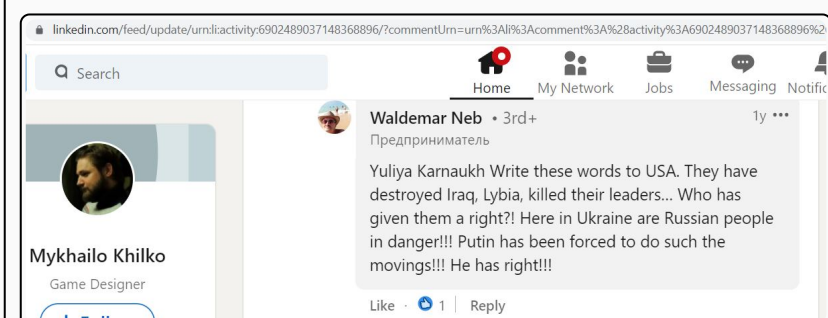 linkedin.com/feed/update/urn:li:activity:6902489037148368896/?commentUrn=urn%3Ali%3Acomment%3A%28activity%3A6902489037148368896%2
Search
Home
My Network
Jobs
Messaging
Waldemar Neb • 3rd+
1y •••
Предприниматель
Yuliya Karnaukh Write these words to USA. They have
destroyed Iraq, Lybia, killed their leaders... Who has
given them a right?! Here in Ukraine are Russian people
in danger!!! Putin has been forced to do such the
movings!!! He has right!!!
Like · 1 | Reply
Mykhailo Khilko
Game Designer